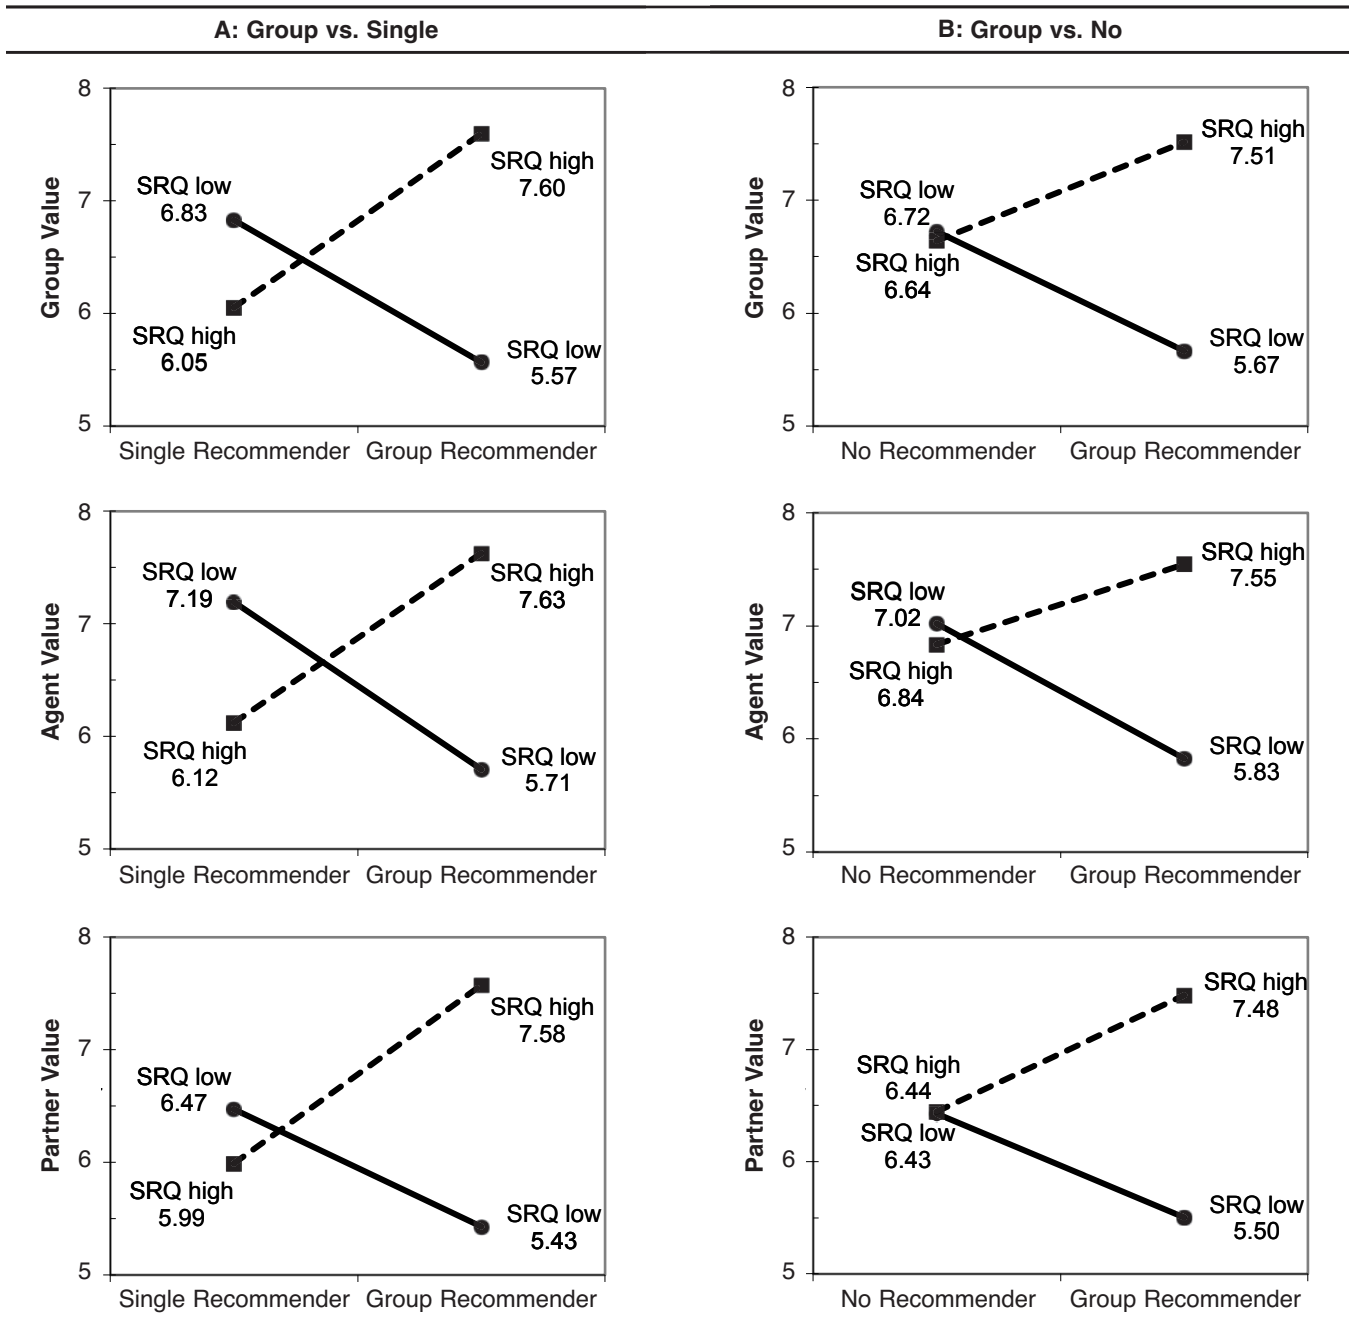 A: Group vs. Single
B: Group vs. No
Group Value
8
7
6
5
SRQ low
6.83
SRQ high
6.05
SRQ high
7.60
SRQ low
5.57
Single Recommender Group Recommender
Group Value
8
7
6
5
SRQ low
6.72
SRQ high
6.64
SRQ high
7.51
SRQ low
5.67
No Recommender Group Recommender
Agent Value
8
7
6
5
SRQ low
7.19
SRQ high
6.12
SRQ high
7.63
SRQ low
5.71
Single Recommender Group Recommender
Agent Value
8
7
6
5
SRQ low
7.02
SRQ high
6.84
SRQ high
7.55
SRQ low
5.83
No Recommender Group Recommender
Partner Value
8
7
6
5
SRQ low
6.47
SRQ high
5.99
SRQ high
7.58
SRQ low
5.43
Single Recommender Group Recommender
Partner Value
8
7
6
5
SRQ high
6.44
SRQ low
6.43
SRQ high
7.48
SRQ low
5.50
No Recommender Group Recommender